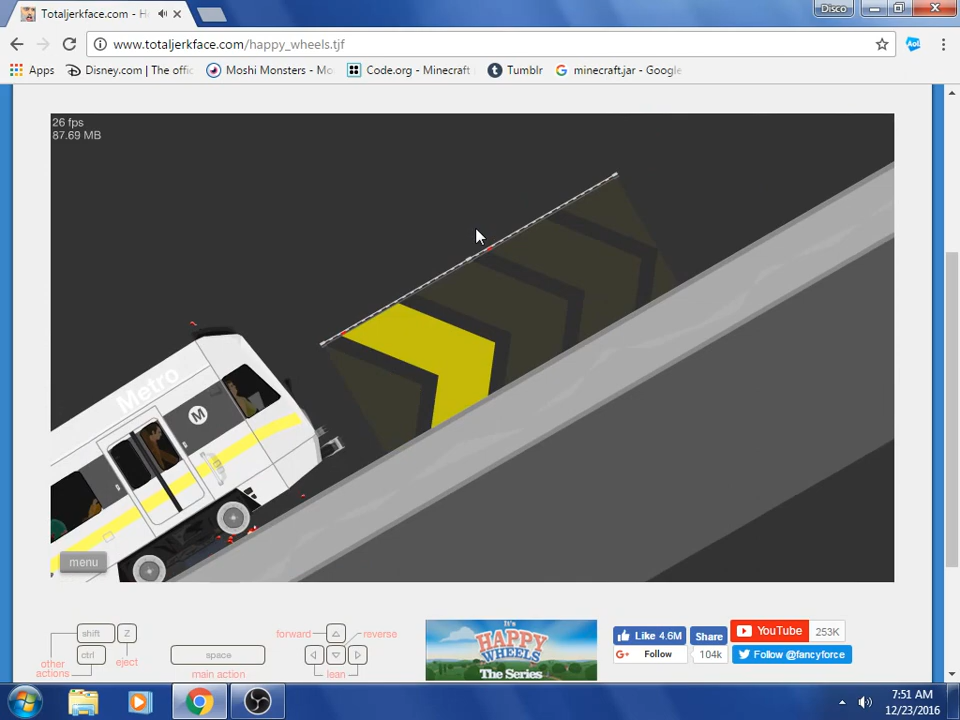 Totaljerkface.com - H
Disco
www.totaljerkface.com/happy_wheels.tjf
Aol
Apps
Disney.com | The offic
Moshi Monsters - Mo
Code.org - Minecraft
Tumblr
minecraft.jar - Google
26 fps
87.69 MB
Metro
M
menu
shift
Z
ctrl
eject
other
actions
space
main action
forward
reverse
lean
IT'S
HAPPY
WHEELS
The Series
Like 4.6M
Share
YouTube
253K
G+ Follow
104k
Follow @fancyforce
7:51 AM
12/23/2016